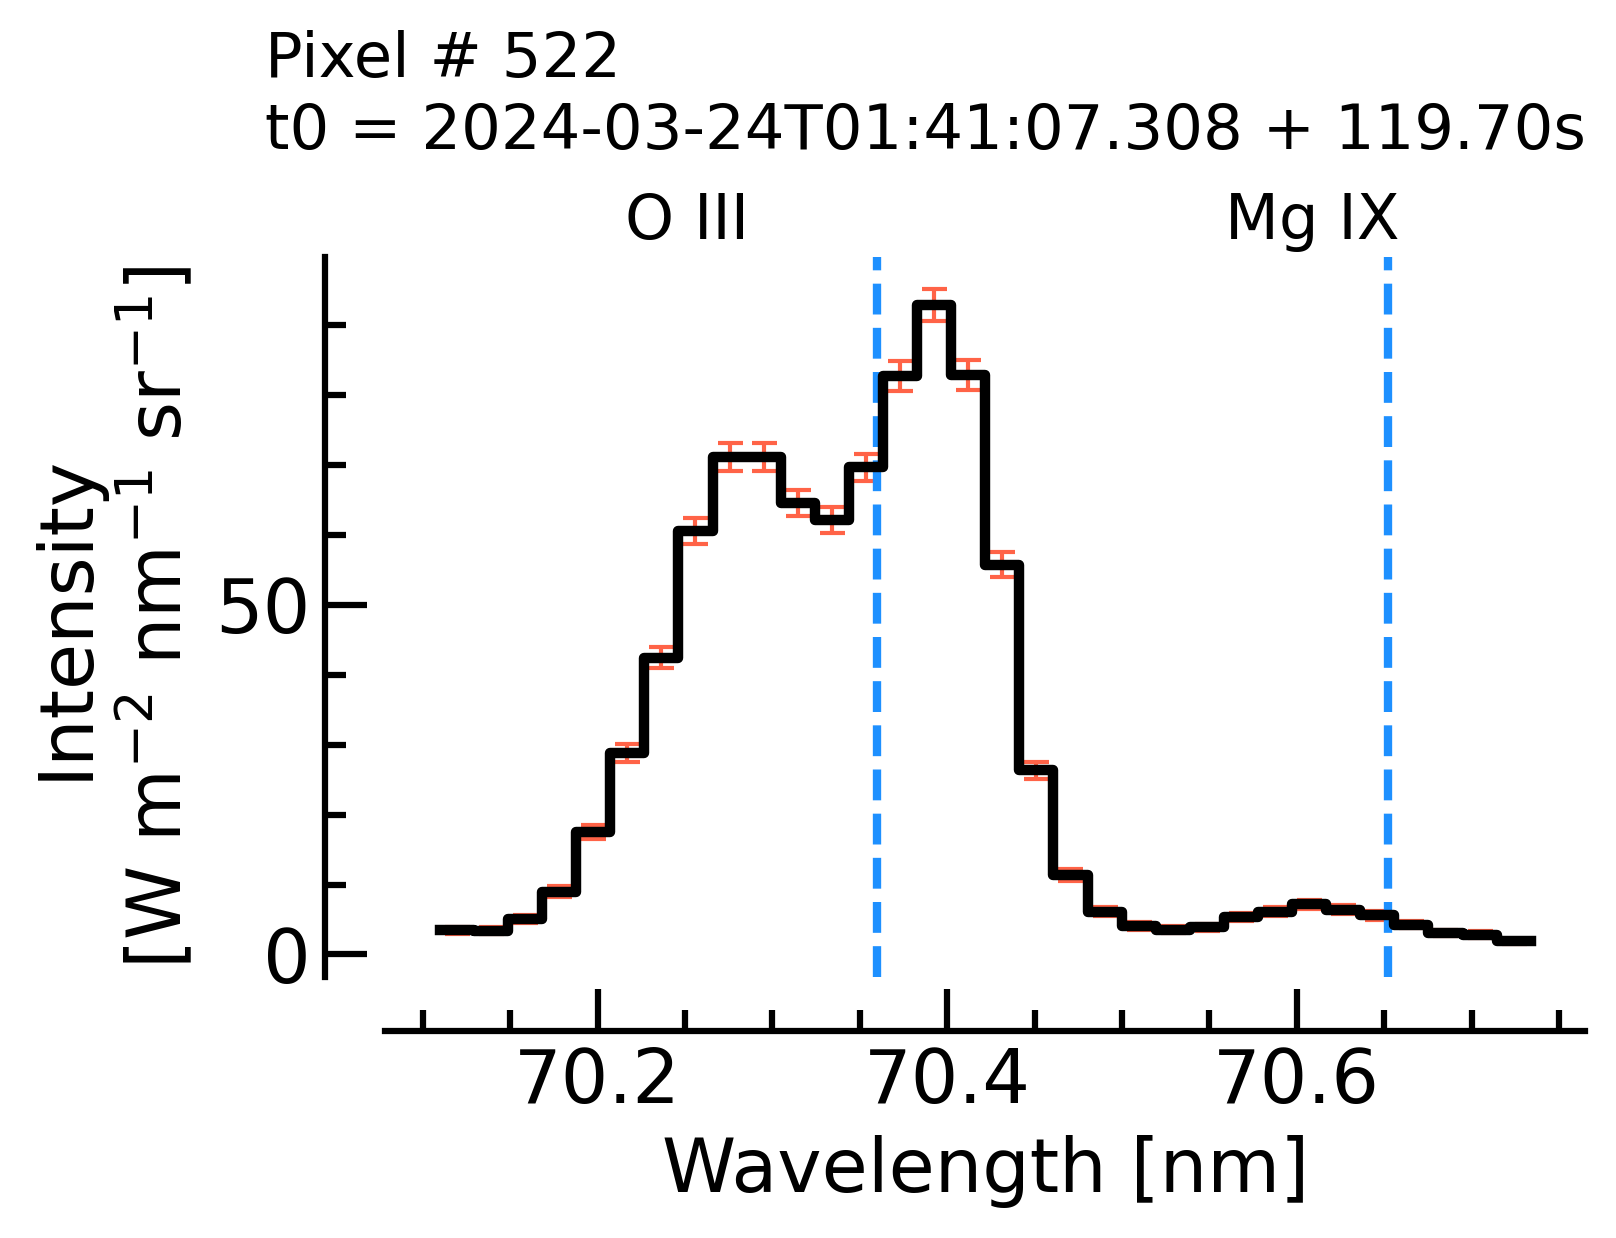 Pixel # 522
t0 = 2024-03-24T01:41:07.308 + 119.70s
O III
Mg IX
Intensity
[W m⁻² nm⁻¹ sr⁻¹]
50
0
70.2
70.4
70.6
Wavelength [nm]